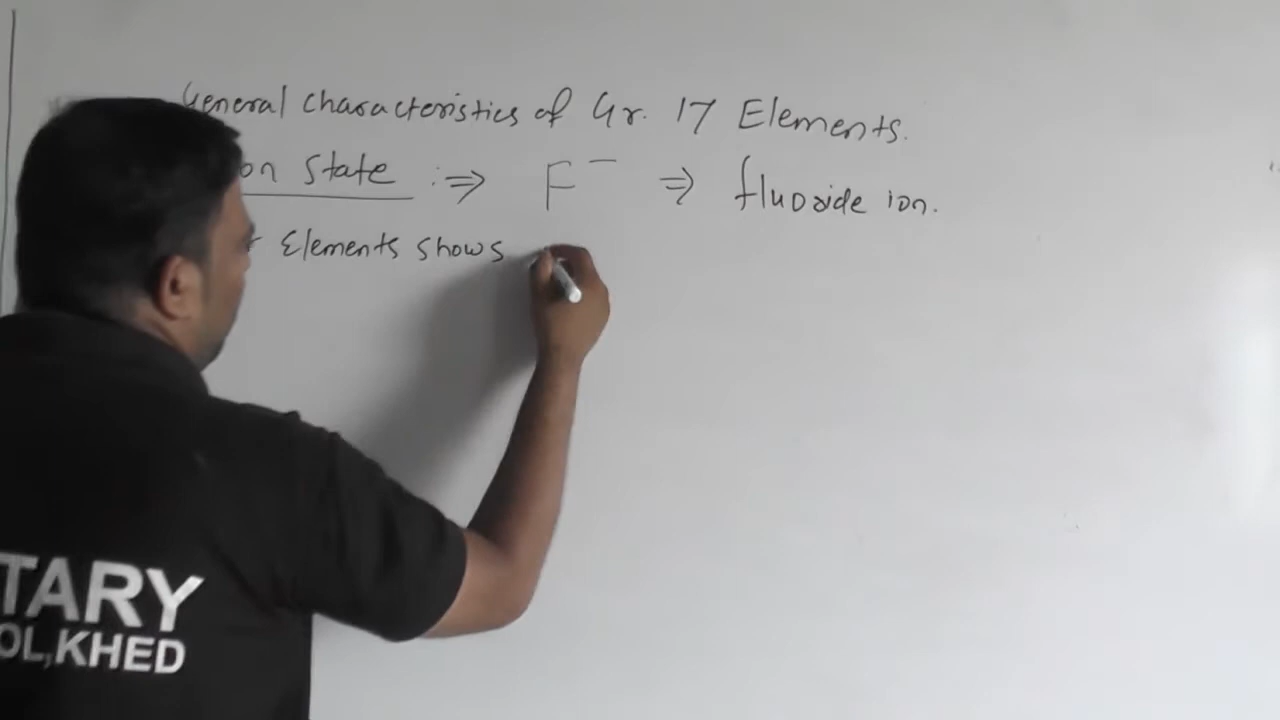 General characteristics of Gr. 17 Elements.
on State :⇒ F⁻ ⇒ fluoride ion.
Elements shows
TARY
OL,KHED